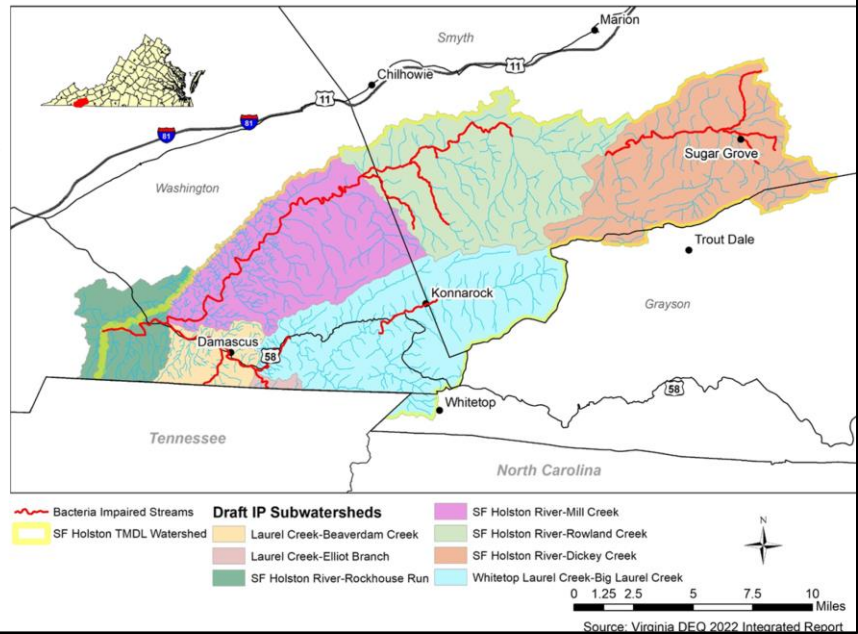 Marion
Smyth
11
Chilhowie
11
81
81
Sugar Grove
Washington
Trout Dale
Konnarock
Grayson
Damascus
58
58
Whitetop
Tennessee
North Carolina
Bacteria Impaired Streams
SF Holston TMDL Watershed
Draft IP Subwatersheds
Laurel Creek-Beaverdam Creek
Laurel Creek-Elliot Branch
SF Holston River-Rockhouse Run
SF Holston River-Mill Creek
SF Holston River-Rowland Creek
SF Holston River-Dickey Creek
Whitetop Laurel Creek-Big Laurel Creek
N
0 1.25 2.5 5 7.5 10
Miles
Source: Virginia DEQ 2022 Integrated Report